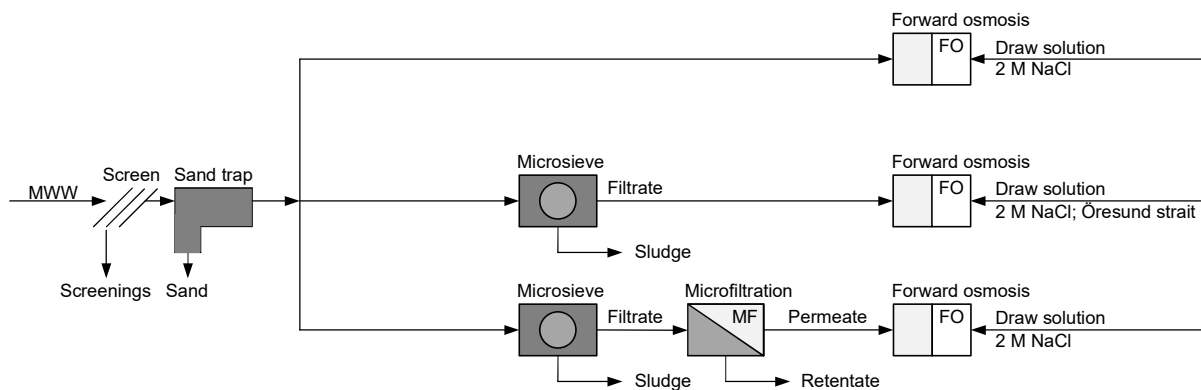 Forward osmosis
FO
Draw solution
2 M NaCl
MWW
Screen
Sand trap
Screenings
Sand
Microsieve
Filtrate
Sludge
Forward osmosis
FO
Draw solution
2 M NaCl; Öresund strait
Microsieve
Filtrate
Sludge
Microfiltration
MF
Permeate
Retentate
Forward osmosis
FO
Draw solution
2 M NaCl